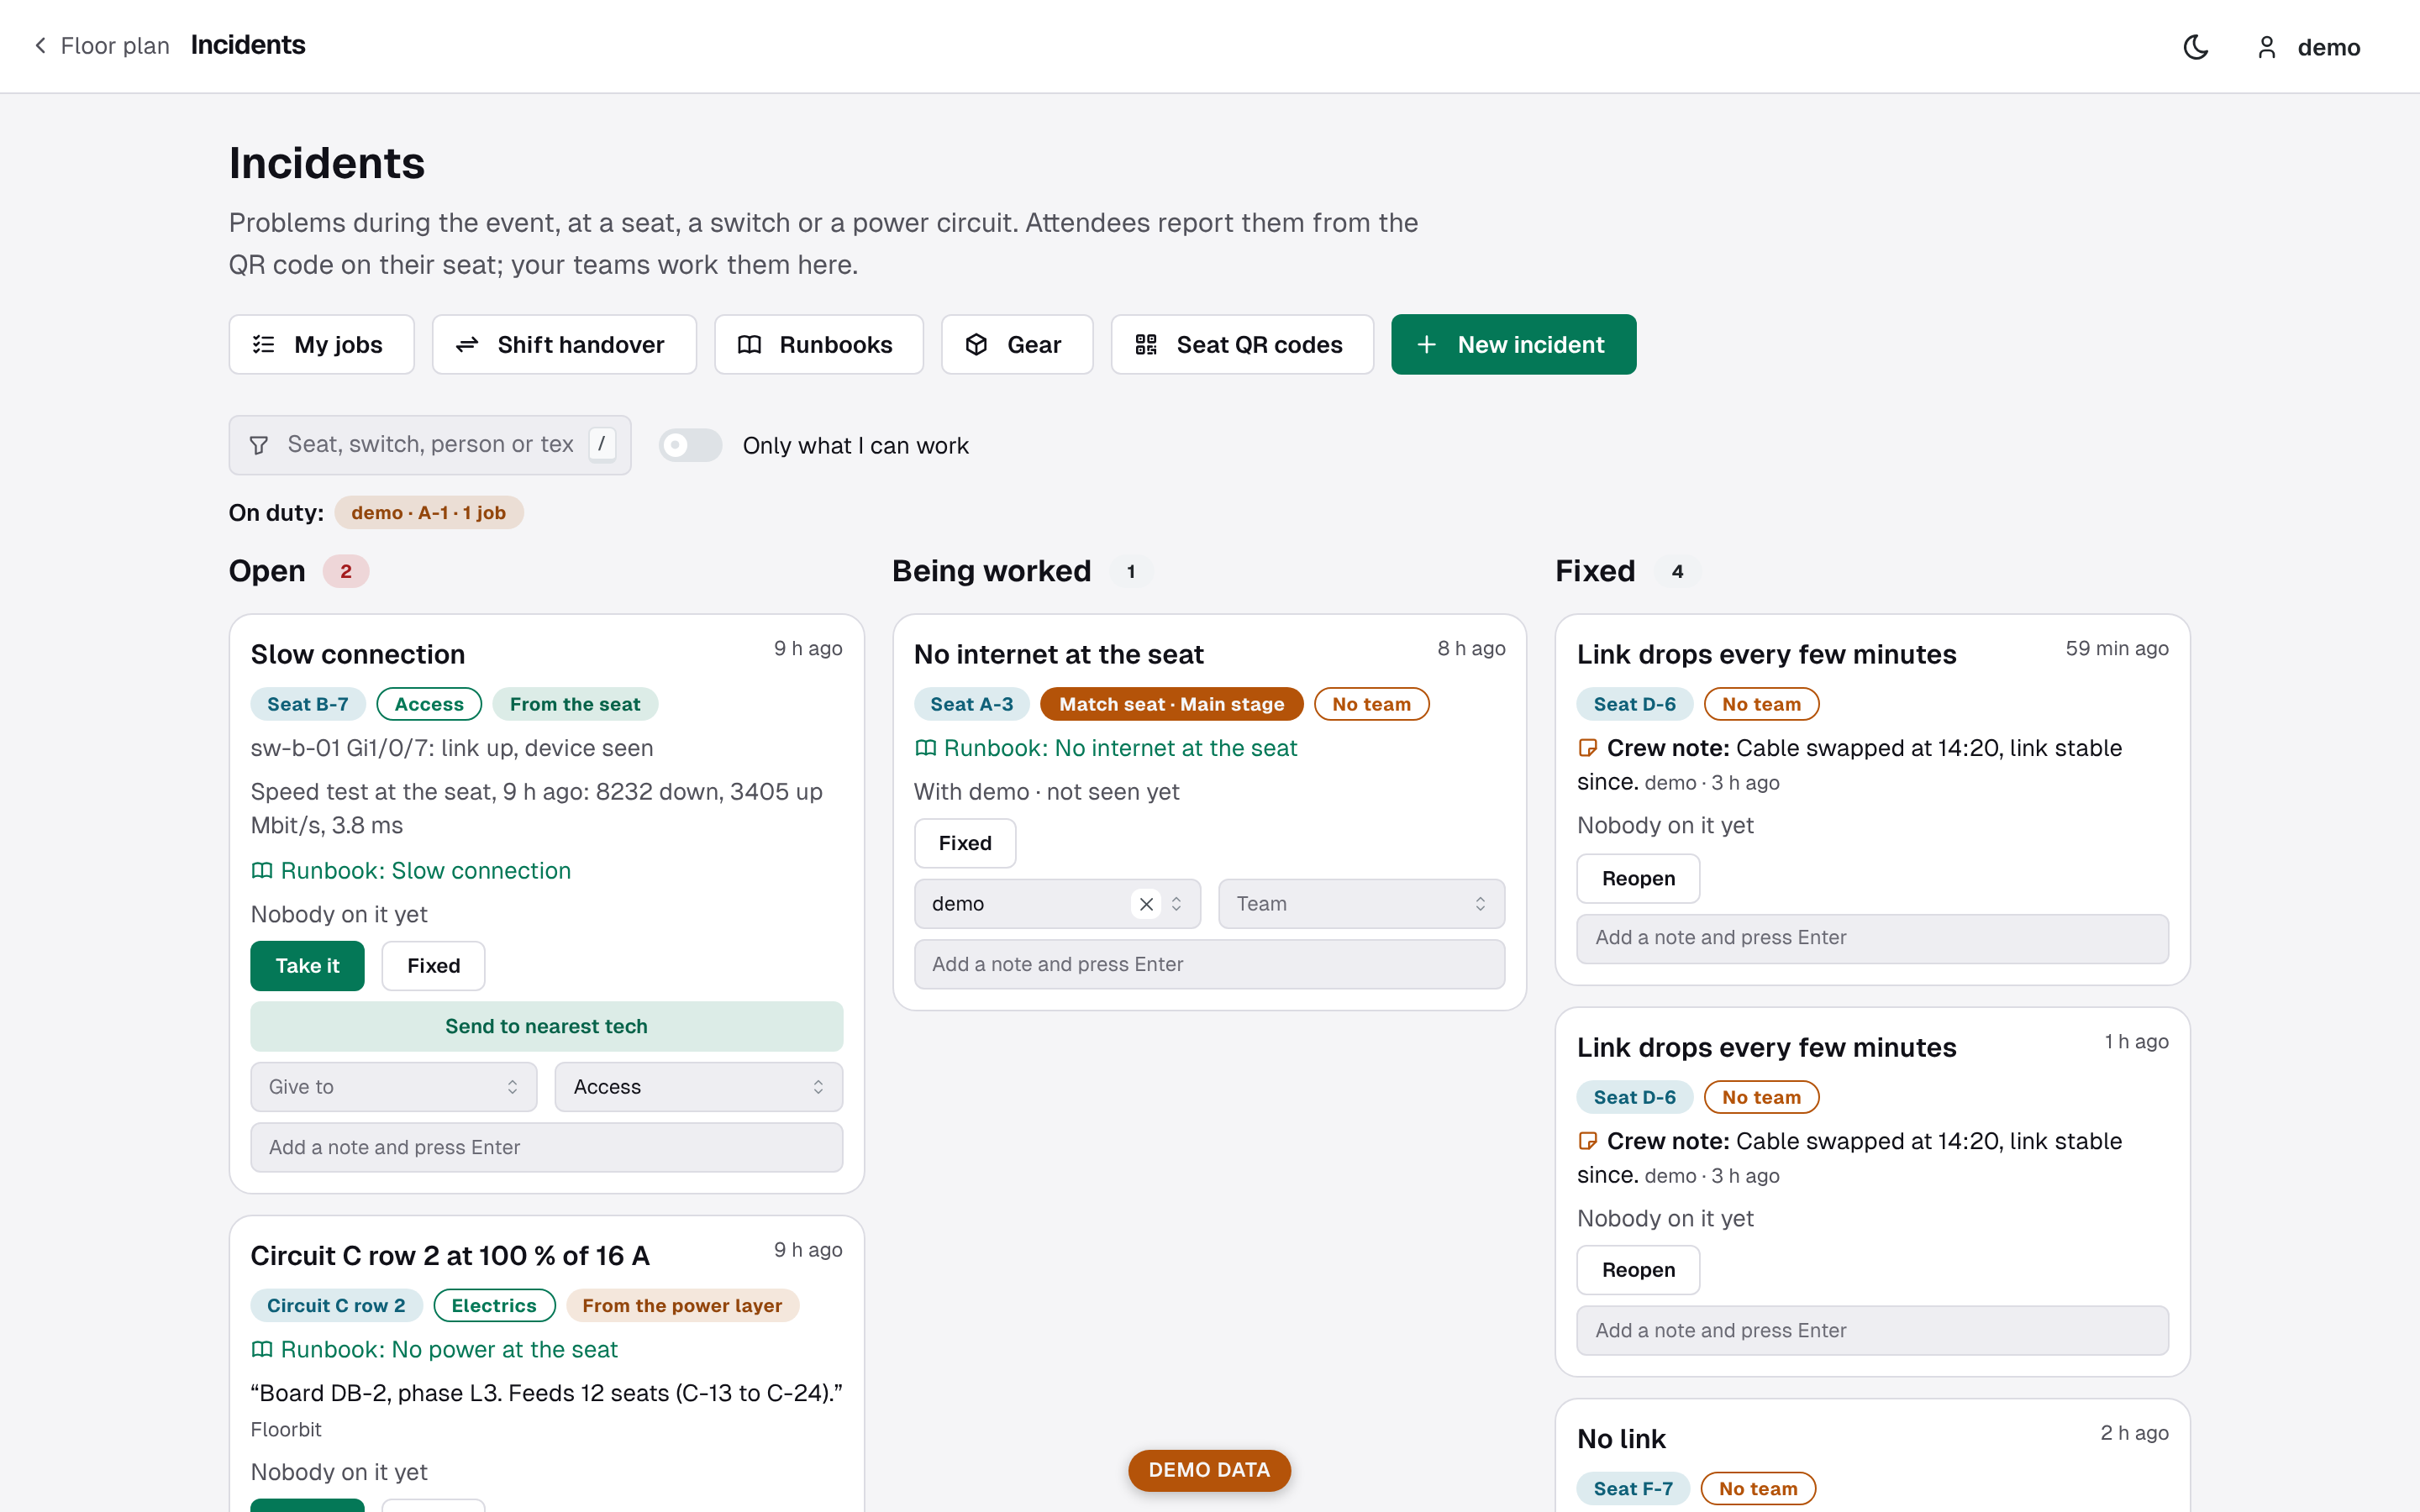 Floor plan Incidents
demo
Incidents
Problems during the event, at a seat, a switch or a power circuit. Attendees report them from the
QR code on their seat; your teams work them here.
My jobs
Shift handover
Runbooks
Gear
Seat QR codes
New incident
Seat, switch, person or tex /
Only what I can work
On duty: demo · A-1 · 1 job
Open 2
Slow connection 9 h ago
Seat B-7 Access From the seat
sw-b-01 Gi1/0/7: link up, device seen
Speed test at the seat, 9 h ago: 8232 down, 3405 up
Mbit/s, 3.8 ms
Runbook: Slow connection
Nobody on it yet
Take it Fixed
Send to nearest tech
Give to Access
Add a note and press Enter
Circuit C row 2 at 100 % of 16 A 9 h ago
Circuit C row 2 Electrics From the power layer
Runbook: No power at the seat
“Board DB-2, phase L3. Feeds 12 seats (C-13 to C-24).”
Floorbit
Nobody on it yet
Being worked 1
No internet at the seat 8 h ago
Seat A-3 Match seat · Main stage No team
Runbook: No internet at the seat
With demo · not seen yet
Fixed
demo Team
Add a note and press Enter
Fixed 4
Link drops every few minutes 59 min ago
Seat D-6 No team
Crew note: Cable swapped at 14:20, link stable
since. demo · 3 h ago
Nobody on it yet
Reopen
Add a note and press Enter
Link drops every few minutes 1 h ago
Seat D-6 No team
Crew note: Cable swapped at 14:20, link stable
since. demo · 3 h ago
Nobody on it yet
Reopen
Add a note and press Enter
No link 2 h ago
Seat F-7 No team
DEMO DATA